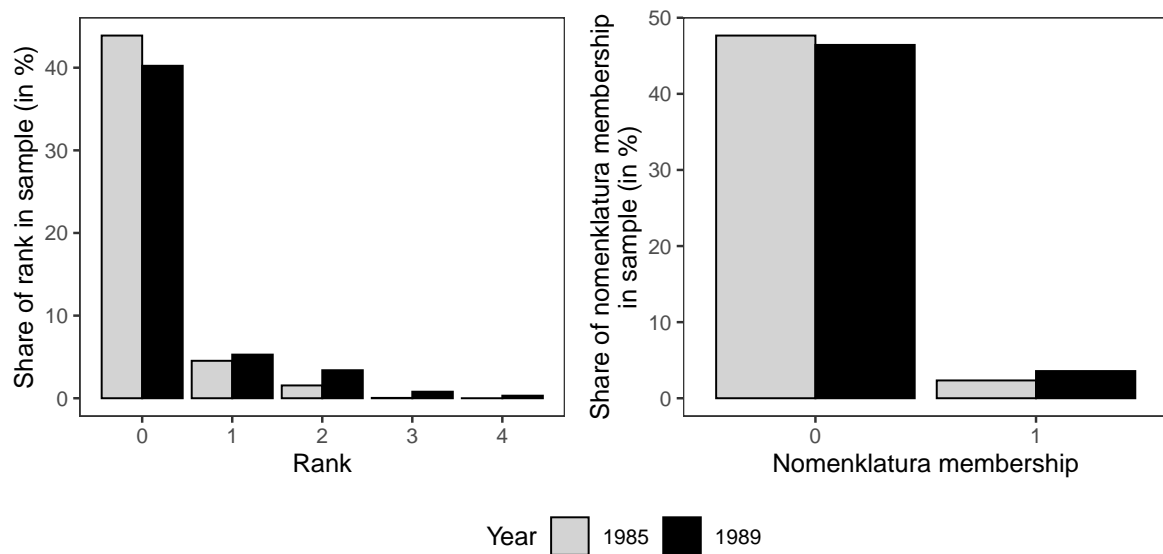 Share of rank in sample (in %)
40
30
20
10
0
0 1 2 3 4
Rank
Share of nomenklatura membership
in sample (in %)
50
40
30
20
10
0
0 1
Nomenklatura membership
Year 1985 1989